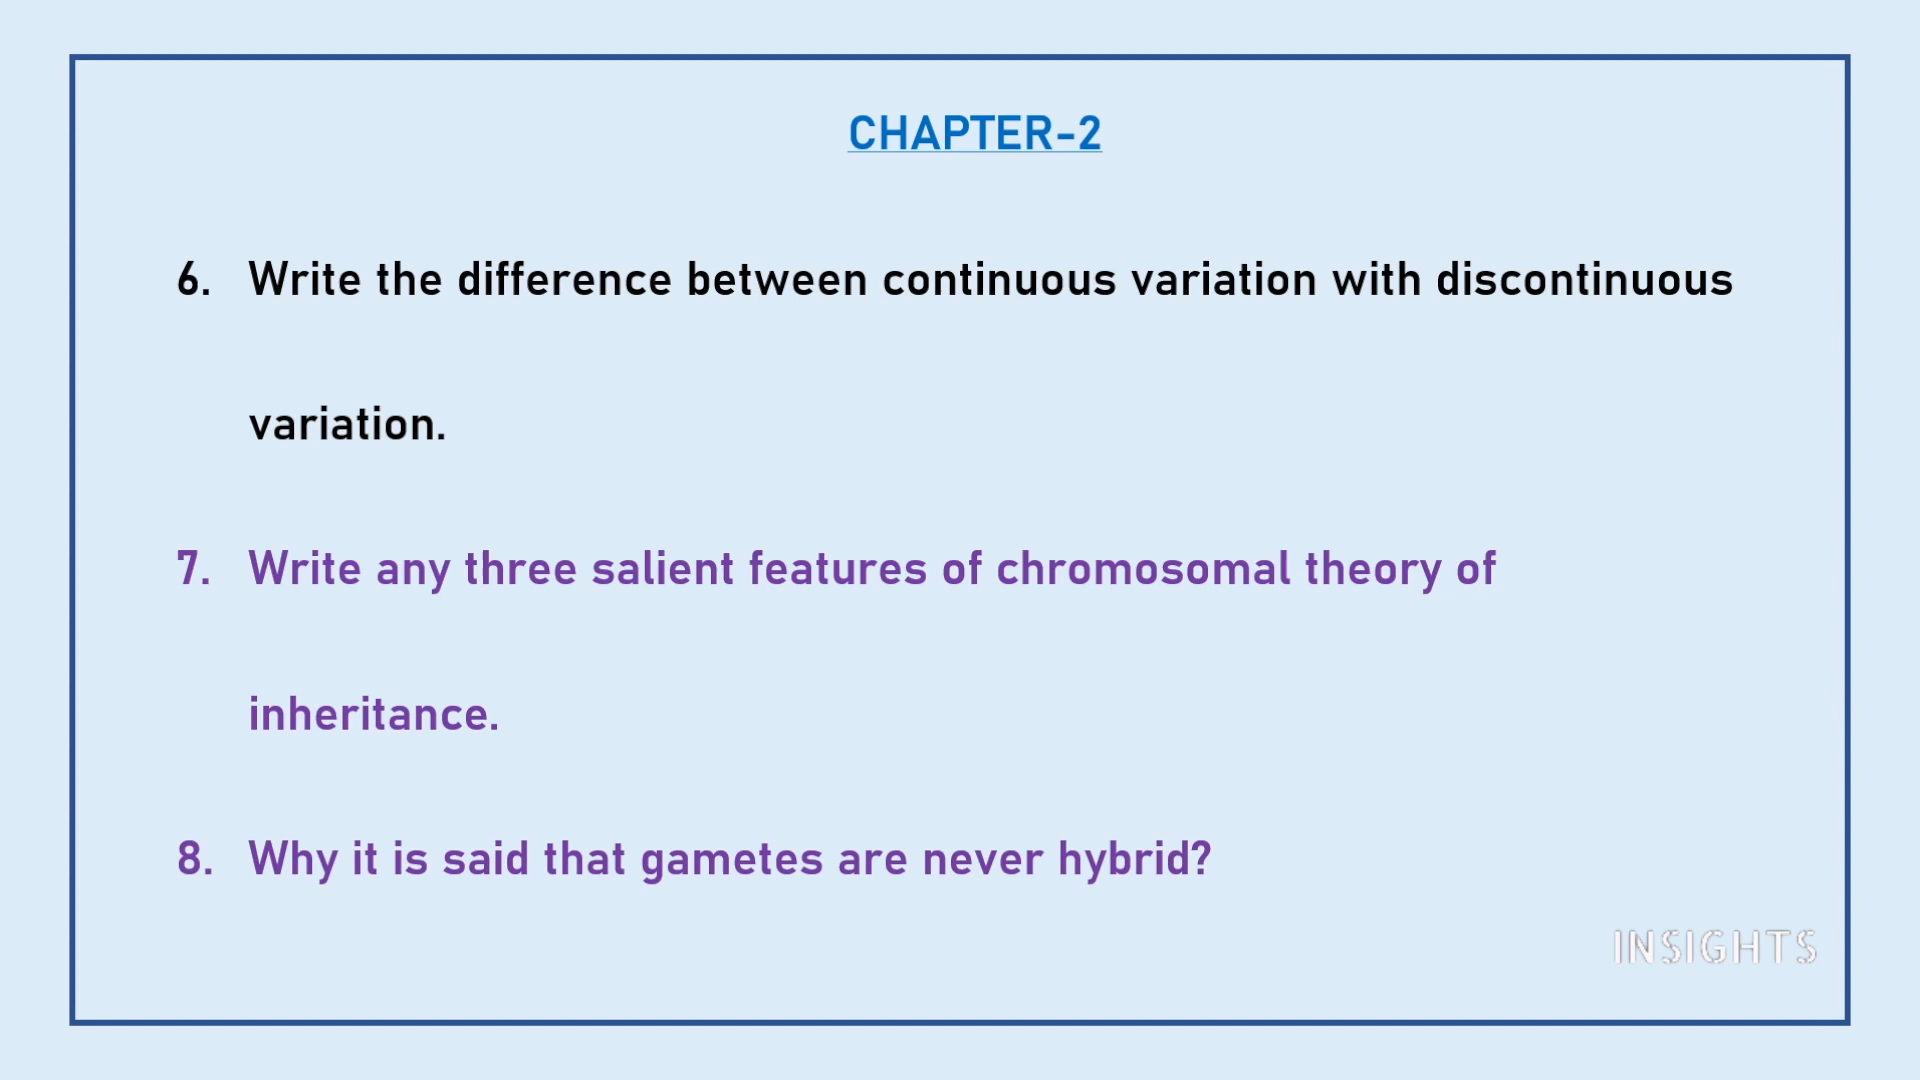 CHAPTER-2
6. Write the difference between continuous variation with discontinuous
variation.
7. Write any three salient features of chromosomal theory of
inheritance.
8. Why it is said that gametes are never hybrid?
INSIGHTS